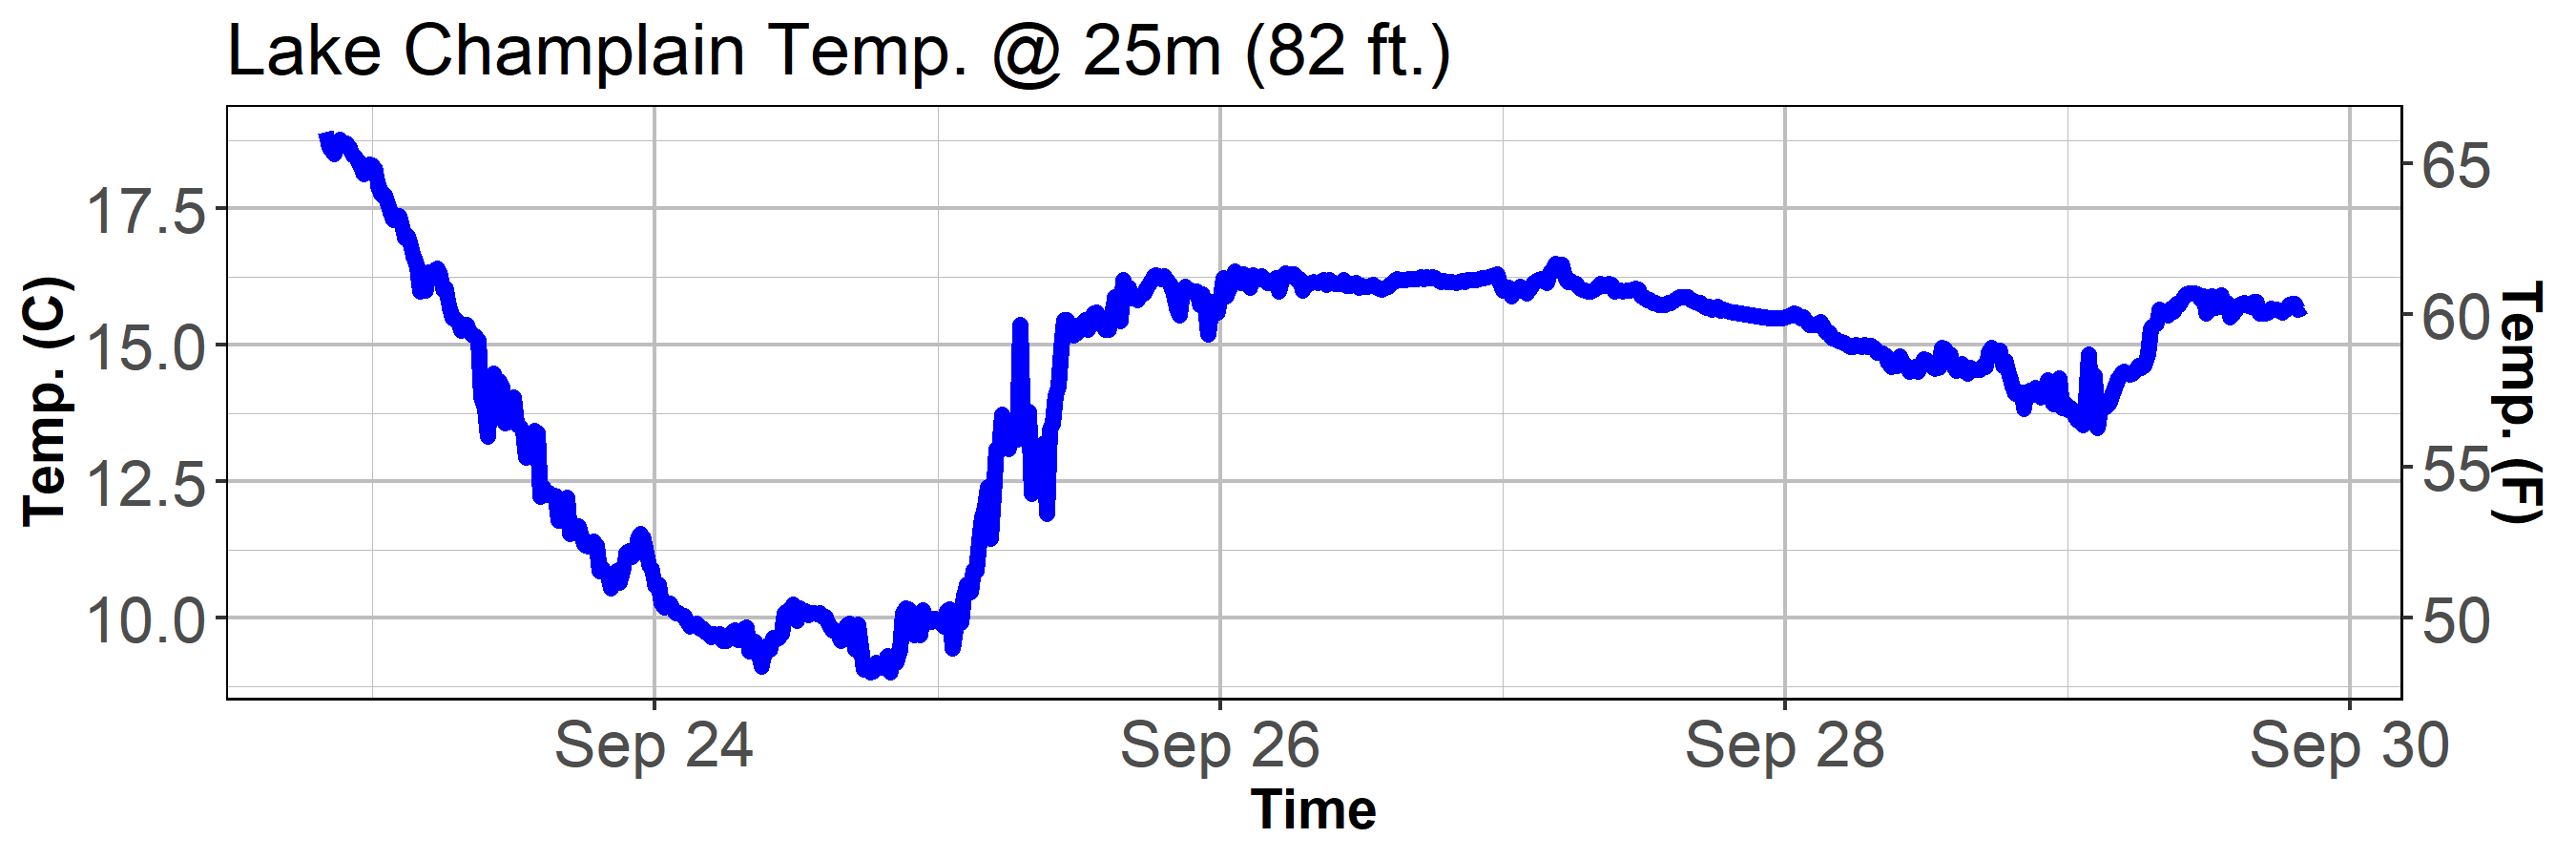 Lake Champlain Temp. @ 25m (82 ft.)
Temp. (C)
17.5
15.0
12.5
10.0
65
60
55
50
Temp. (F)
Sep 24
Sep 26
Sep 28
Sep 30
Time